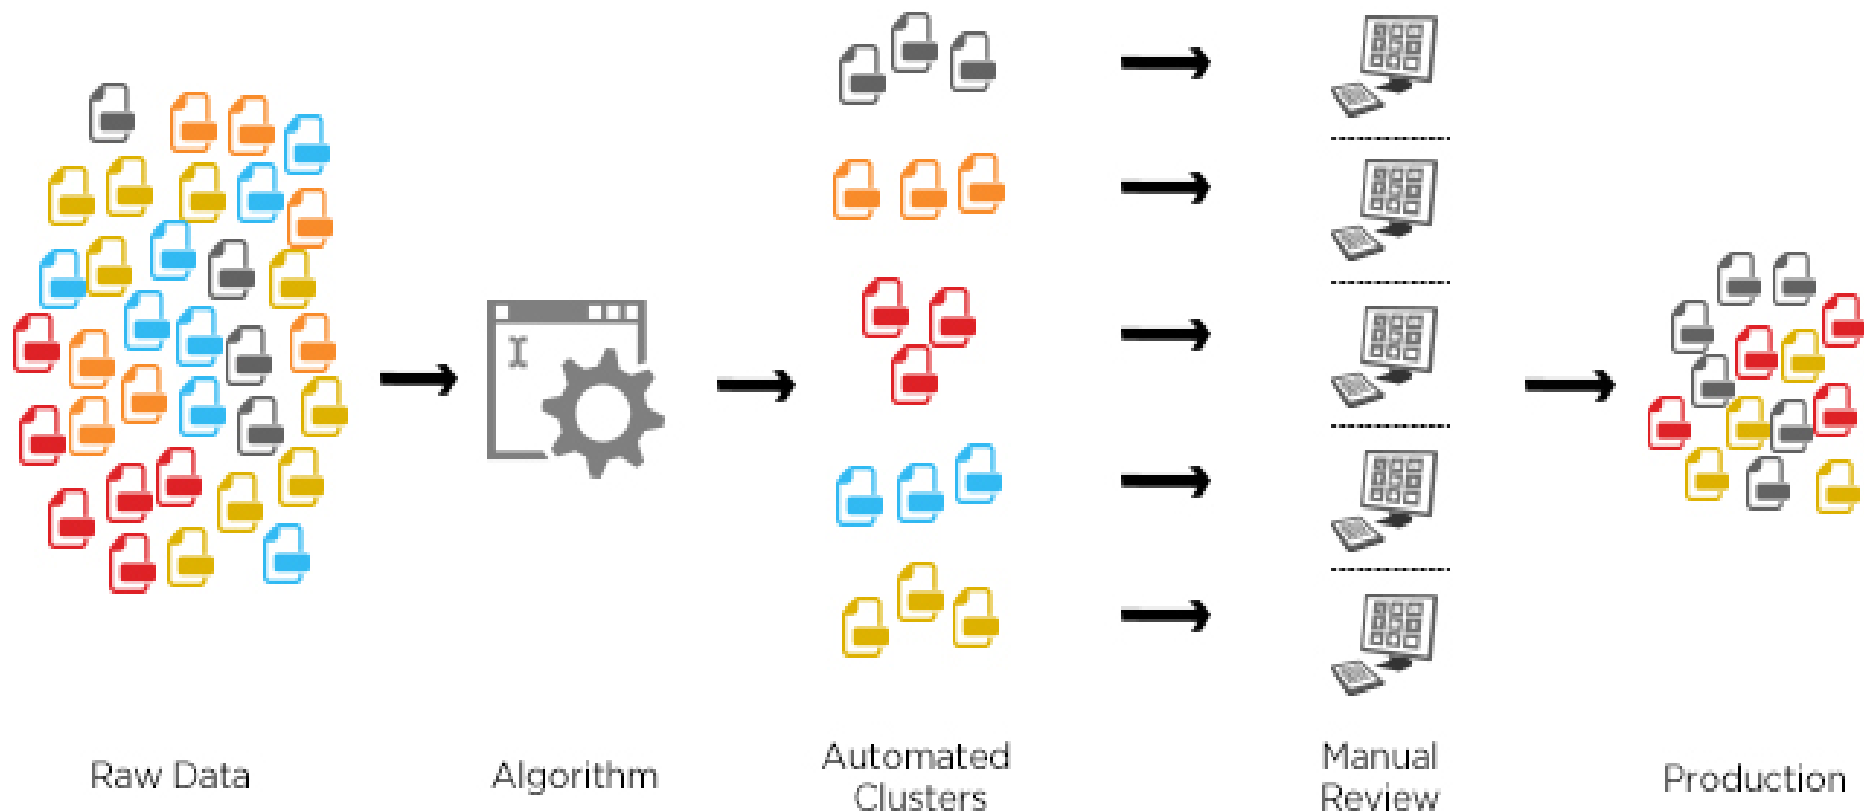 Raw Data
Algorithm
Automated
Clusters
Manual
Review
Production